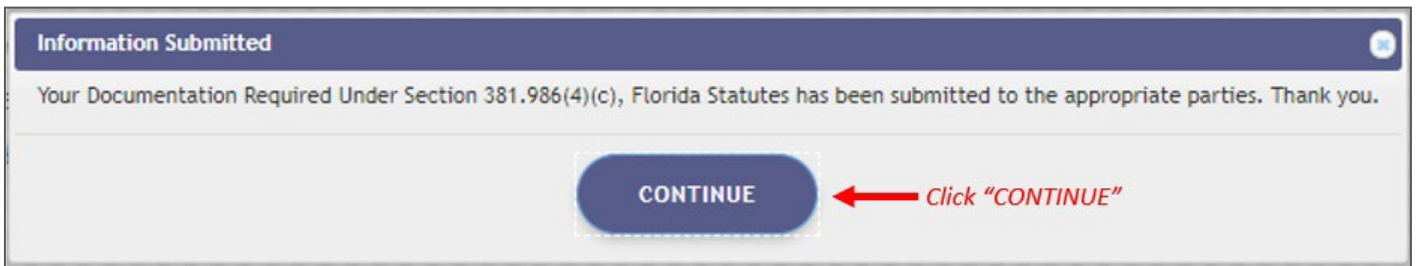 Information Submitted
Your Documentation Required Under Section 381.986(4)(c), Florida Statutes has been submitted to the appropriate parties. Thank you.
CONTINUE
Click “CONTINUE”